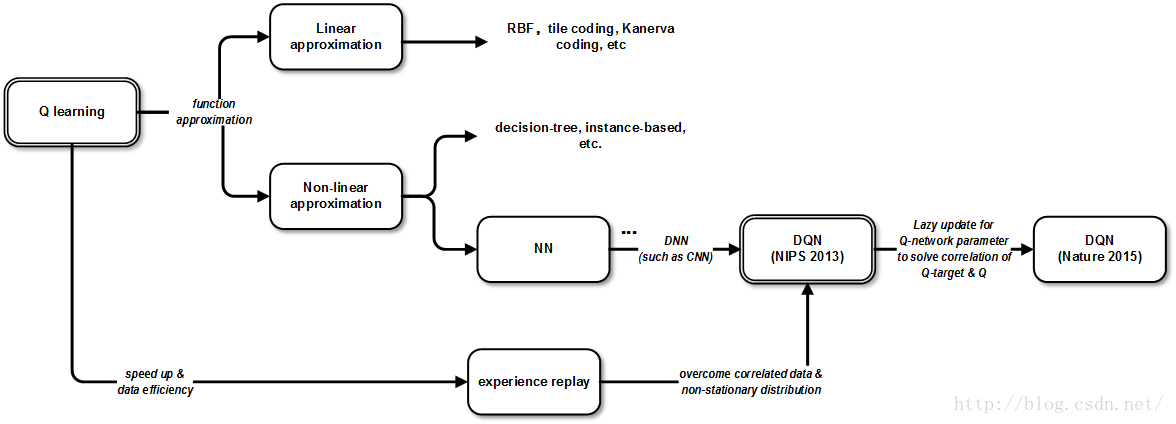 Linear
approximation
RBF，tile coding, Kanerva
coding, etc
Q learning
function
approximation
decision-tree, instance-based,
etc.
Non-linear
approximation
NN
...
DNN
(such as CNN)
DQN
(NIPS 2013)
Lazy update for
Q-network parameter
to solve correlation of
Q-target & Q
DQN
(Nature 2015)
speed up &
data efficiency
experience replay
overcome correlated data &
non-stationary distribution
http://blog.csdn.net/